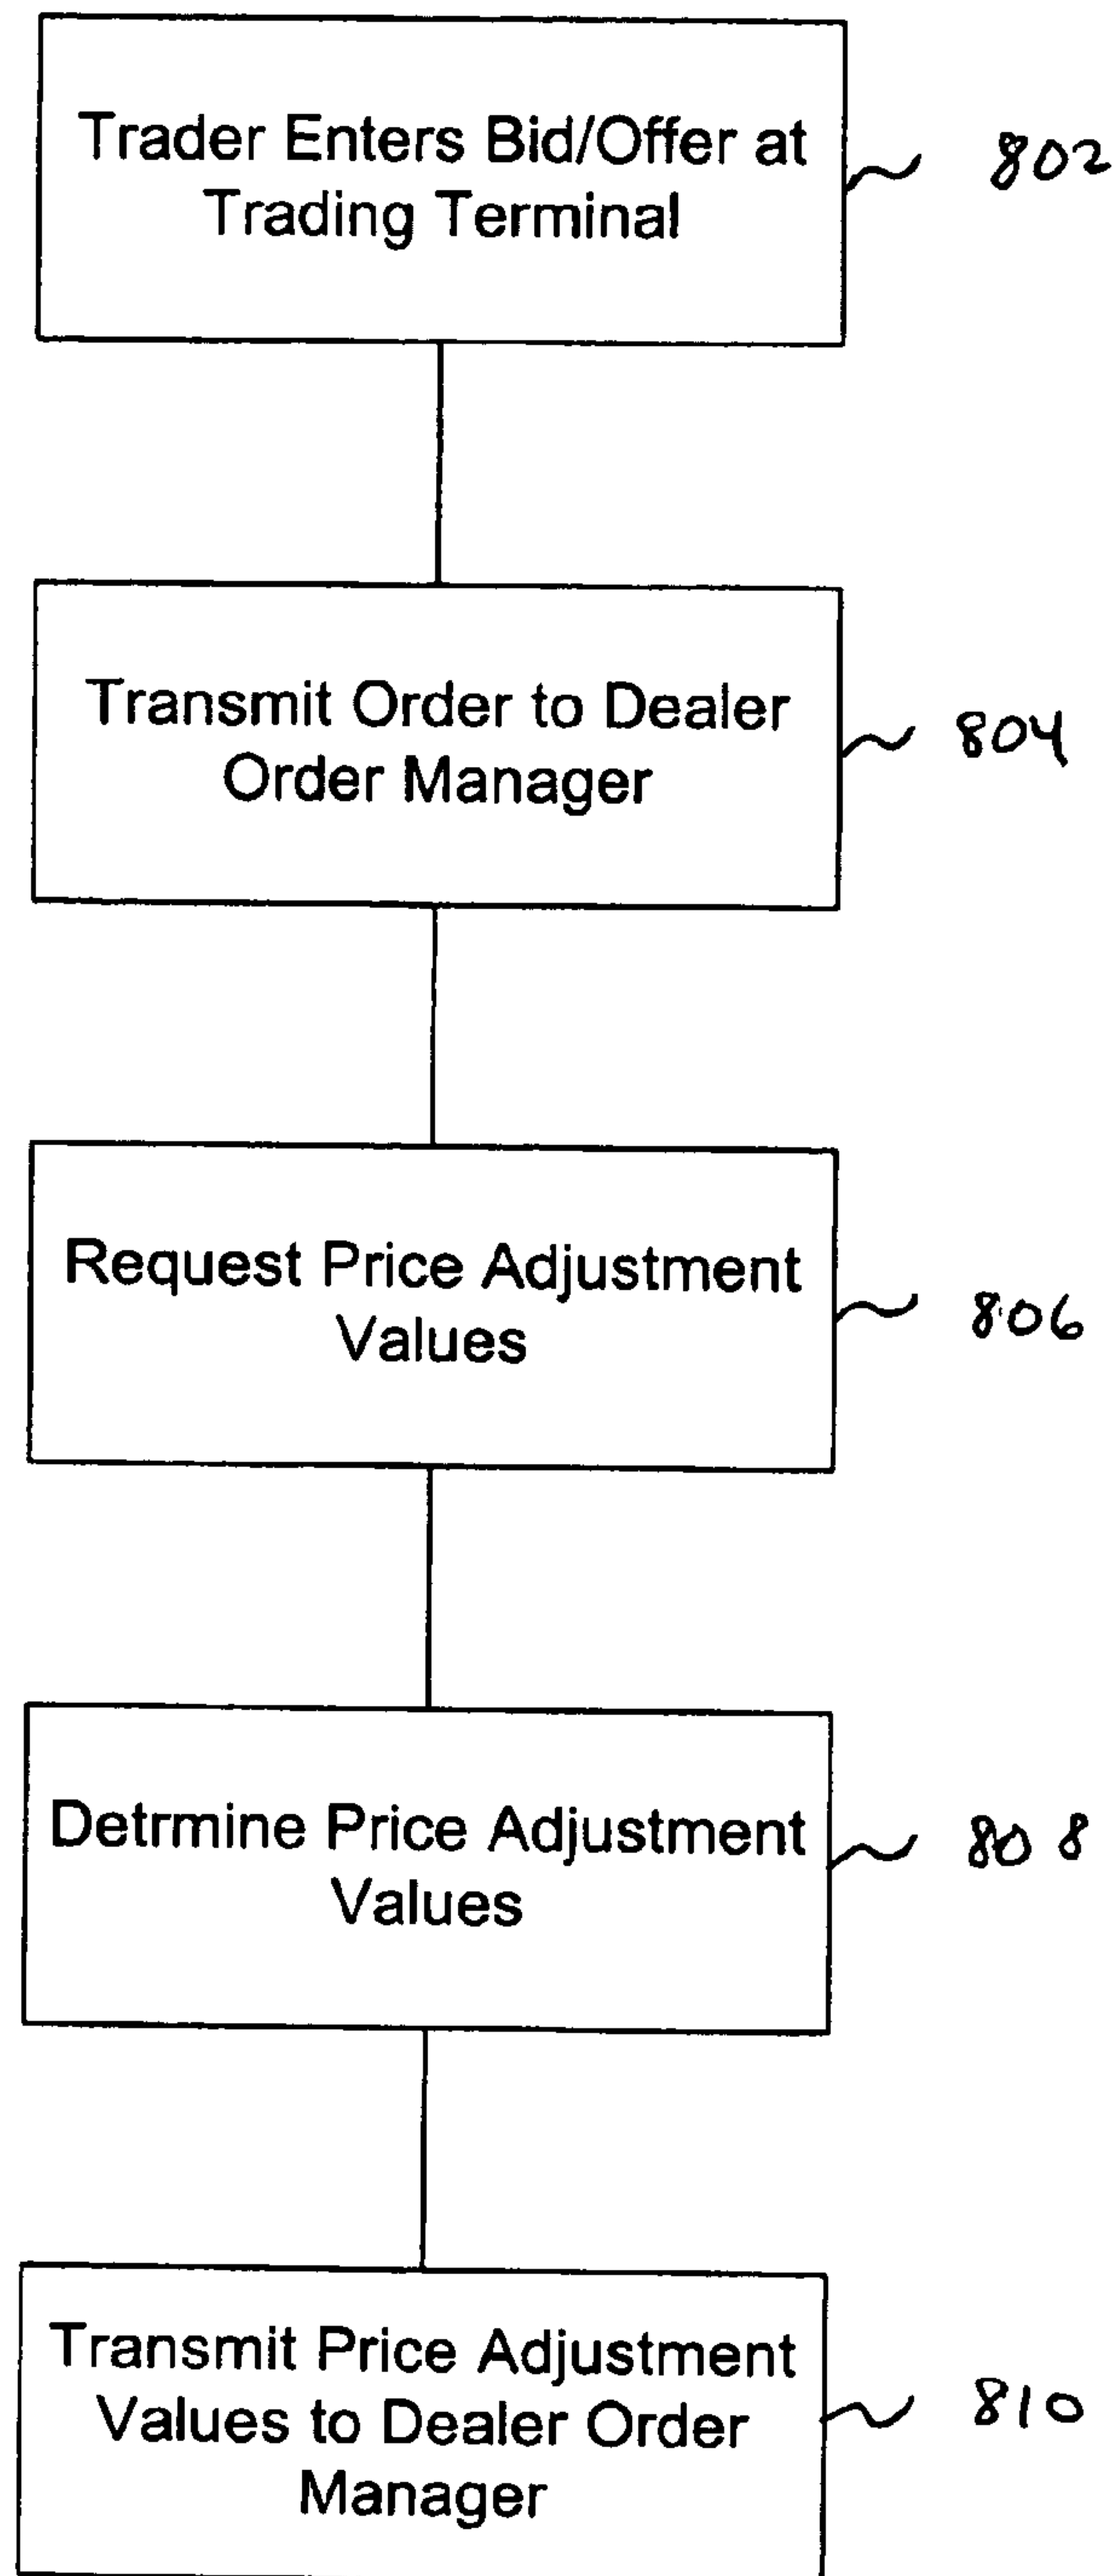 Trader Enters Bid/Offer at
Trading Terminal
802
Transmit Order to Dealer
Order Manager
804
Request Price Adjustment
Values
806
Detrmine Price Adjustment
Values
808
Transmit Price Adjustment
Values to Dealer Order
Manager
810